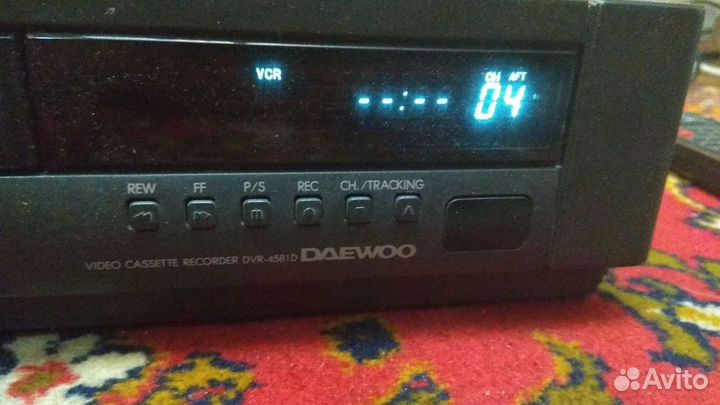 VCR
CH AFT
--:-- 04
REW FF P/S REC CH./TRACKING
VIDEO CASSETTE RECORDER DVR-4581D DAEWOO
Avito